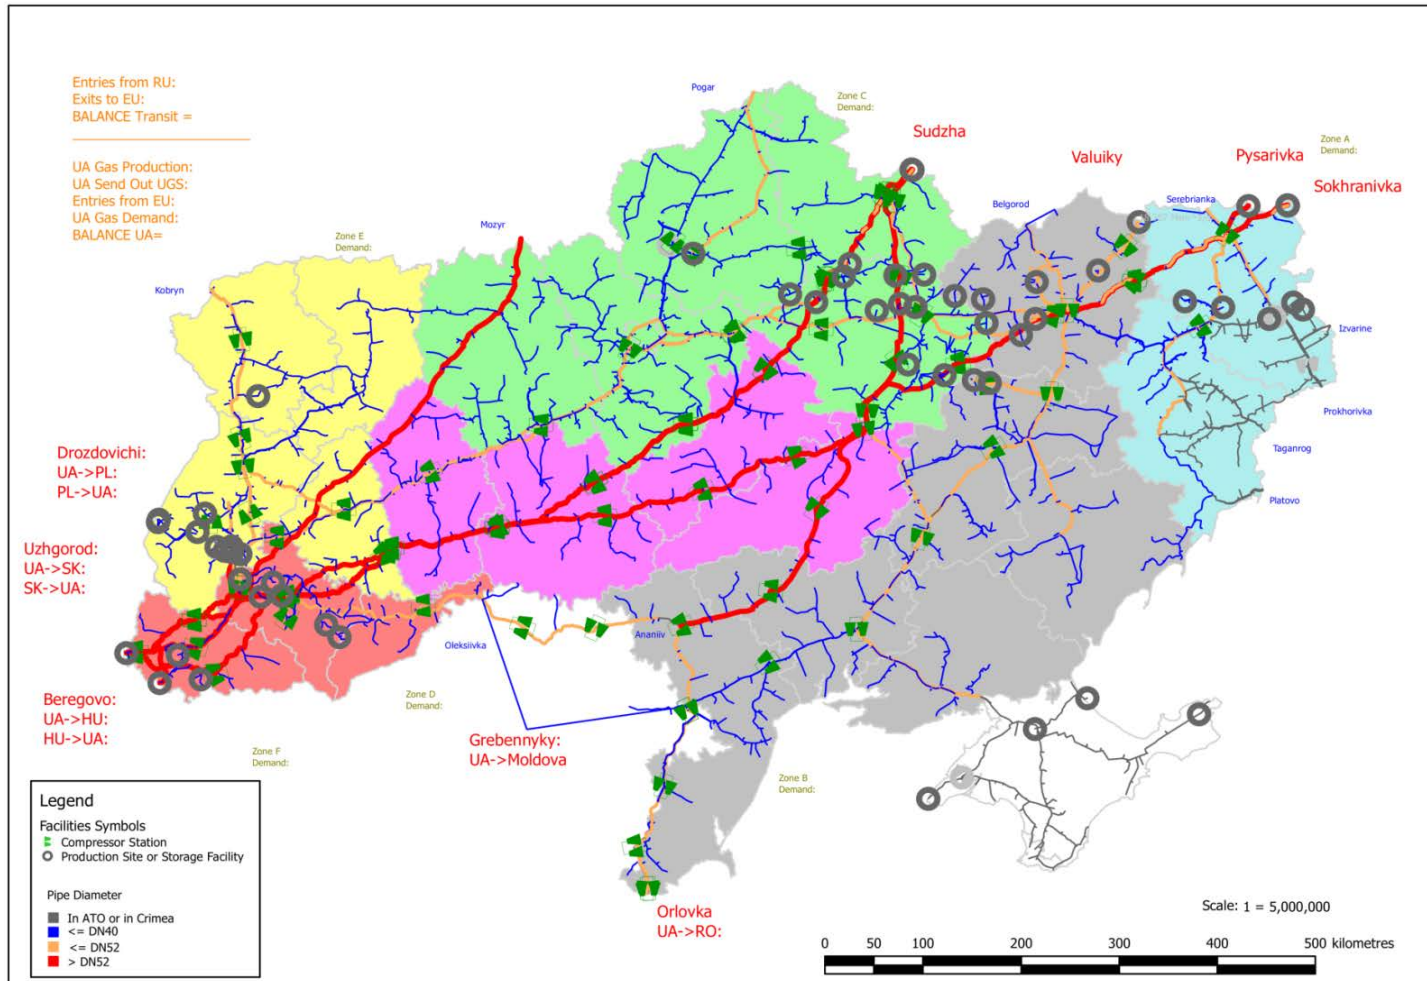 Entries from RU:
Exits to EU:
BALANCE Transit =
UA Gas Production:
UA Send Out UGS:
Entries from EU:
UA Gas Demand:
BALANCE UA=
Pogar
Zone C
Demand:
Sudzha
Valuiky
Pysarivka
Zone A
Demand:
Sokhranivka
Belgorod
Serebrianka
Mozyr
Zone E
Demand:
Kobryn
Izvarine
Prokhorivka
Taganrog
Platovo
Drozdovichi:
UA->PL:
PL->UA:
Uzhgorod:
UA->SK:
SK->UA:
Ananiiv
Oleksiivka
Beregovo:
UA->HU:
HU->UA:
Zone D
Demand:
Grebennyky:
UA->Moldova
Zone F
Demand:
Zone B
Demand:
Orlovka
UA->RO:
Legend
Facilities Symbols
Compressor Station
Production Site or Storage Facility
Pipe Diameter
In ATO or in Crimea
<= DN40
<= DN52
> DN52
Scale: 1 = 5,000,000
0 50 100 200 300 400 500 kilometres